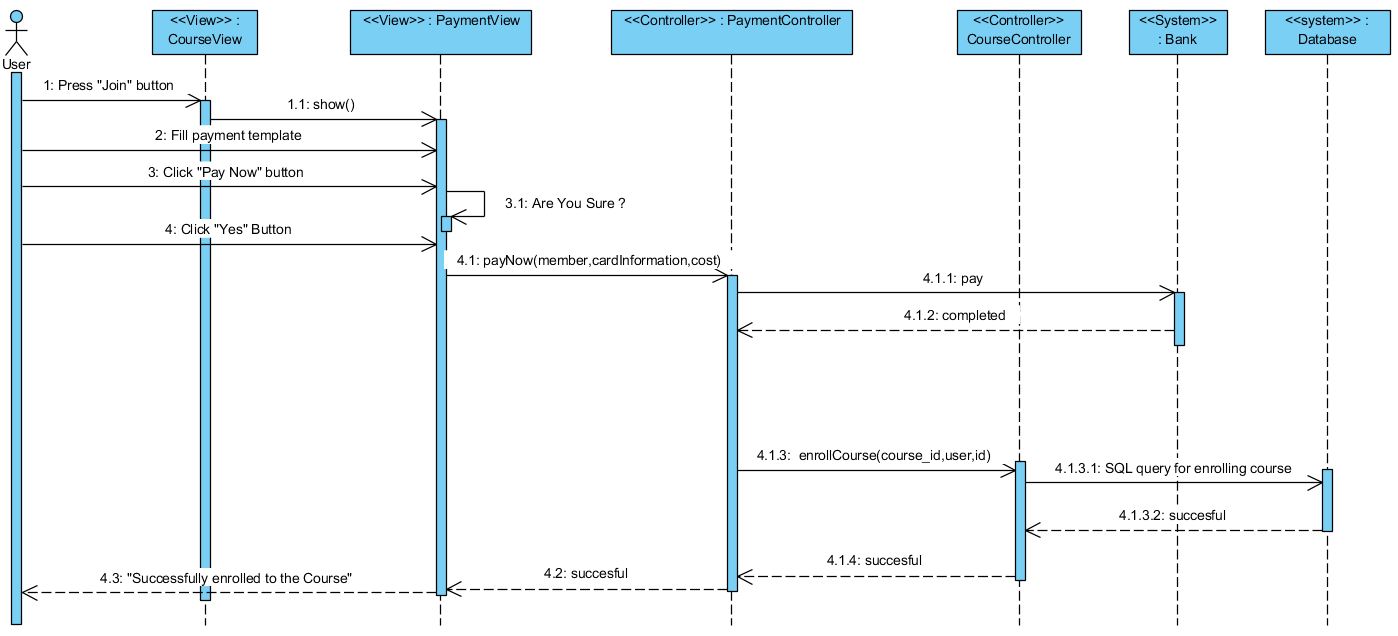 <<View>> :
CourseView
<<View>> : PaymentView
<<Controller>> : PaymentController
<<Controller>>
CourseController
<<System>>
: Bank
<<system>> :
Database
User
1: Press "Join" button
1.1: show()
2: Fill payment template
3: Click "Pay Now" button
3.1: Are You Sure ?
4: Click "Yes" Button
4.1: payNow(member,cardInformation,cost)
4.1.1: pay
4.1.2: completed
4.1.3:  enrollCourse(course_id,user,id)
4.1.3.1: SQL query for enrolling course
4.1.3.2: succesful
4.1.4: succesful
4.2: succesful
4.3: "Successfully enrolled to the Course"